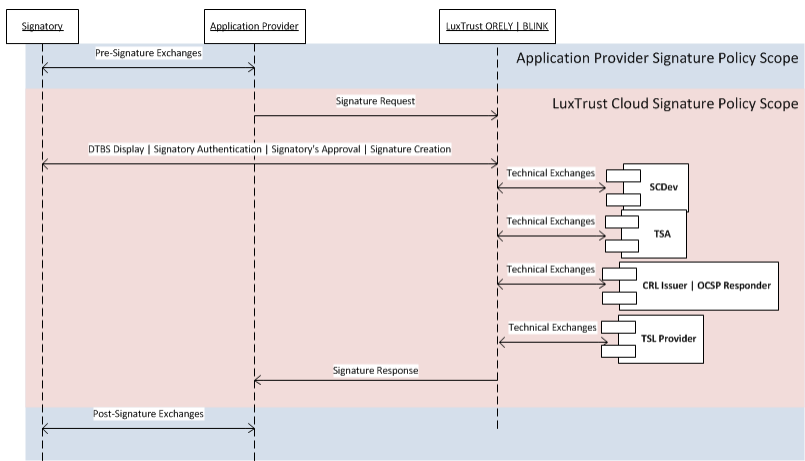 Signatory
Application Provider
LuxTrust ORELY | BLINK
Pre-Signature Exchanges
Application Provider Signature Policy Scope
LuxTrust Cloud Signature Policy Scope
Signature Request
DTBS Display | Signatory Authentication | Signatory's Approval | Signature Creation
Technical Exchanges
SCDev
Technical Exchanges
TSA
Technical Exchanges
CRL Issuer | OCSP Responder
Technical Exchanges
TSL Provider
Signature Response
Post-Signature Exchanges